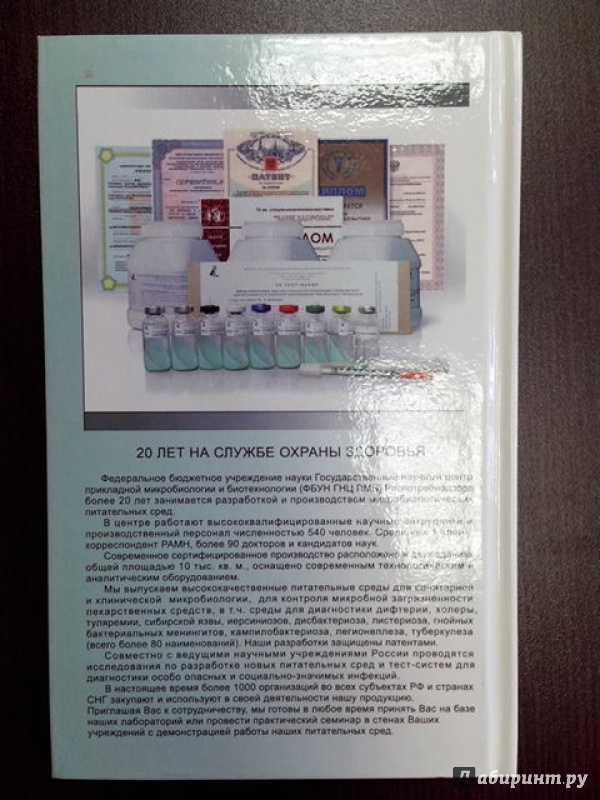 СЕРТИФИКАТ
ПАТЕНТ
ДИПЛОМ
20 ЛЕТ НА СЛУЖБЕ ОХРАНЫ ЗДОРОВЬЯ
Федеральное бюджетное учреждение науки Государственный научный центр
прикладной микробиологии и биотехнологии (ФБУН ГНЦ ПМБ) Роспотребнадзора
более 20 лет занимается разработкой и производством микробиологических
питательных сред.
В центре работают высококвалифицированные научные сотрудники и
производственный персонал численностью 540 человек. Среди них 1 член-
корреспондент РАМН, более 90 докторов и кандидатов наук.
Современное сертифицированное производство расположено в двух зданиях
общей площадью 10 тыс. кв. м., оснащено современным технологическим и
аналитическим оборудованием.
Мы выпускаем высококачественные питательные среды для санитарной
и клинической микробиологии, для контроля микробной загрязненности
лекарственных средств, в т.ч. среды для диагностики дифтерии, холеры,
туляремии, сибирской язвы, иерсиниозов, дисбактериоза, листериоза, гнойных
бактериальных менингитов, кампилобактериоза, легионеллеза, туберкулеза
(всего более 80 наименований). Наши разработки защищены патентами.
Совместно с ведущими научными учреждениями России проводятся
исследования по разработке новых питательных сред и тест-систем для
диагностики особо опасных и социально-значимых инфекций.
В настоящее время более 1000 организаций во всех субъектах РФ и странах
СНГ закупают и используют в своей деятельности нашу продукцию.
Приглашая Вас к сотрудничеству, мы готовы в любое время принять Вас на базе
наших лабораторий или провести практический семинар в стенах Ваших
учреждений с демонстрацией работы наших питательных сред.
Лабиринт.ру